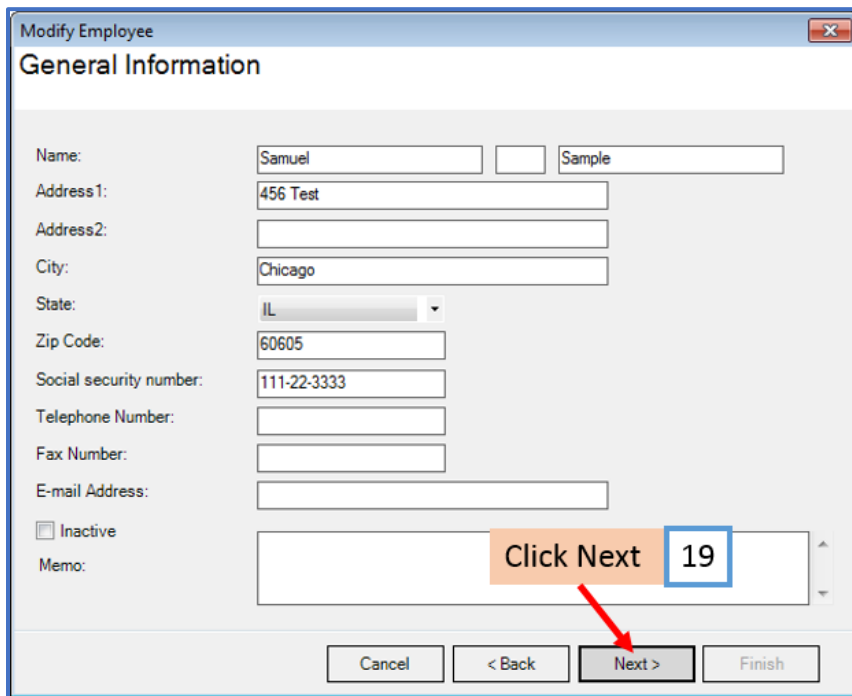 Modify Employee
General Information
Name: Samuel Sample
Address1: 456 Test
Address2:
City: Chicago
State: IL
Zip Code: 60605
Social security number: 111-22-3333
Telephone Number:
Fax Number:
E-mail Address:
Inactive
Memo:
Click Next 19
Cancel < Back Next > Finish